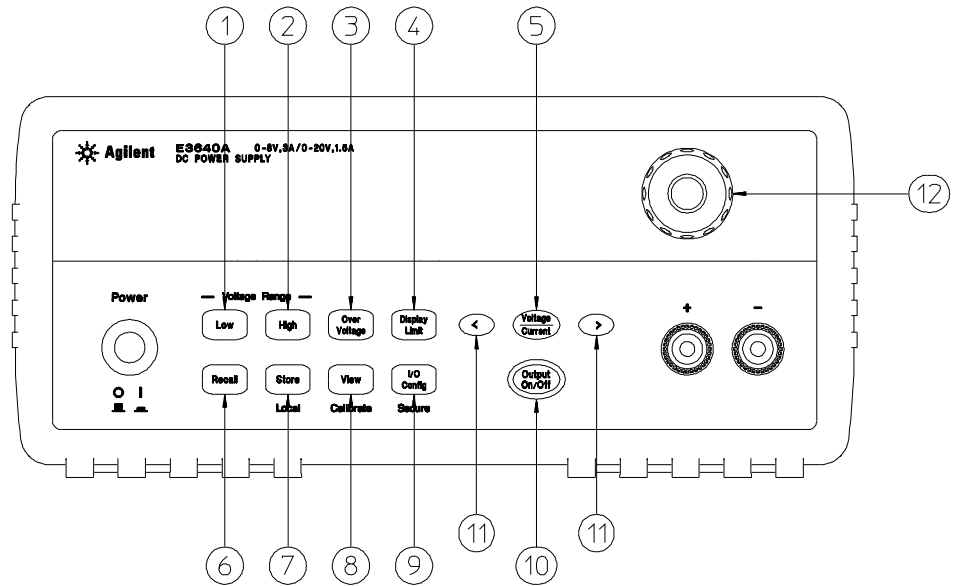 1 2 3 4 5
Agilent E3640A 0-8V,3A/0-20V,1.5A
DC POWER SUPPLY
12
Power
Voltage Range
Low High Over Voltage Display Limit < Voltage Current >
+ -
Recall Store View I/O Config Output On/Off
O I
Local Calibrate Secure
11 11
6 7 8 9 10